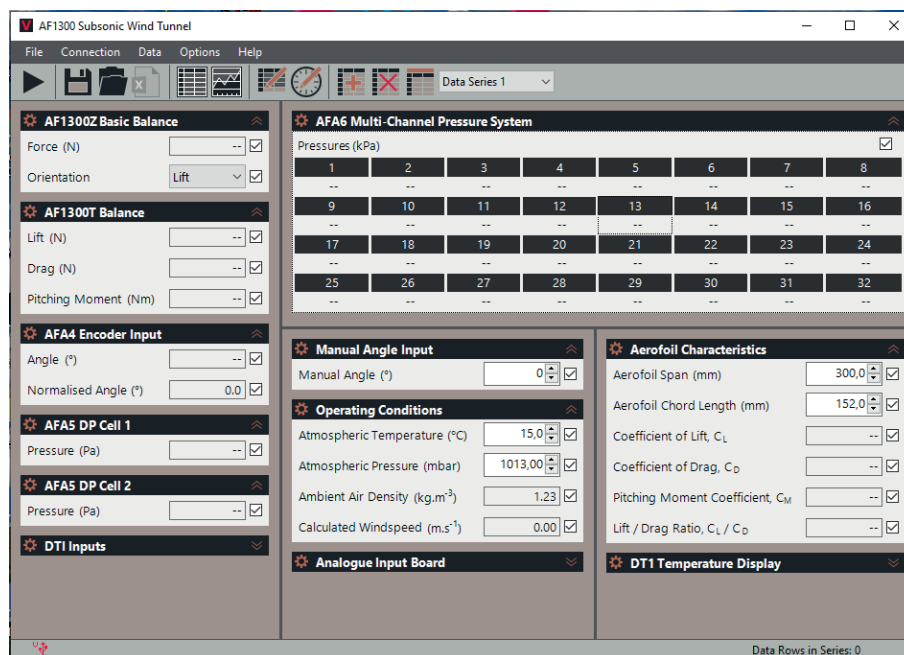 AF1300 Subsonic Wind Tunnel
File Connection Data Options Help
Data Series 1
AF1300Z Basic Balance
Force (N) --
Orientation Lift
AF1300T Balance
Lift (N) --
Drag (N) --
Pitching Moment (Nm) --
AFA4 Encoder Input
Angle (º) --
Normalised Angle (º) 0.0
AFA5 DP Cell 1
Pressure (Pa) --
AFA5 DP Cell 2
Pressure (Pa) --
DTI Inputs
AFA6 Multi-Channel Pressure System
Pressures (kPa)
1 2 3 4 5 6 7 8
-- -- -- -- -- -- -- --
9 10 11 12 13 14 15 16
-- -- -- -- -- -- -- --
17 18 19 20 21 22 23 24
-- -- -- -- -- -- -- --
25 26 27 28 29 30 31 32
-- -- -- -- -- -- -- --
Manual Angle Input
Manual Angle (º) 0
Operating Conditions
Atmospheric Temperature (ºC) 15,0
Atmospheric Pressure (mbar) 1013,00
Ambient Air Density (kg.m⁻³) 1.23
Calculated Windspeed (m.s⁻¹) 0.00
Analogue Input Board
Aerofoil Characteristics
Aerofoil Span (mm) 300,0
Aerofoil Chord Length (mm) 152,0
Coefficient of Lift, CL --
Coefficient of Drag, CD --
Pitching Moment Coefficient, CM --
Lift / Drag Ratio, CL / CD --
DT1 Temperature Display
Data Rows in Series: 0